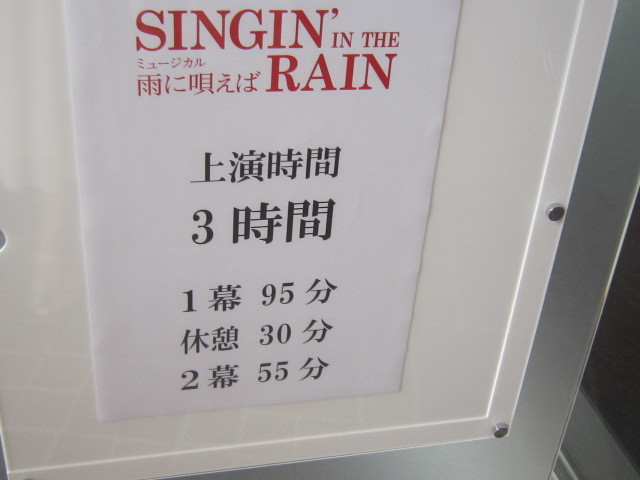 SINGIN' IN THE
ミュージカル
雨に唄えば RAIN
上演時間
3 時間
1 幕 95 分
休憩 30 分
2 幕 55 分